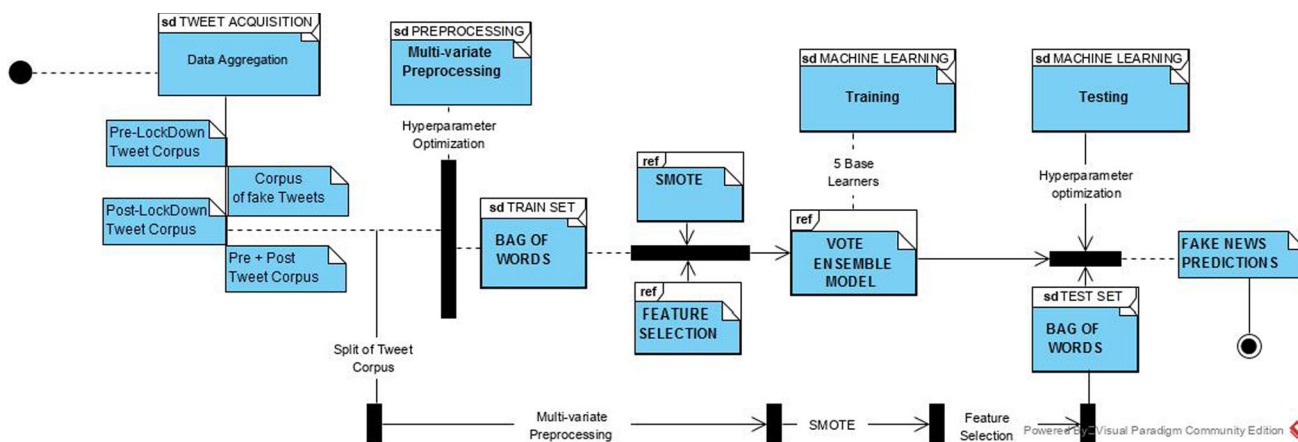 sd TWEET ACQUISITION
Data Aggregation
Pre-LockDown
Tweet Corpus
Corpus
of fake Tweets
Post-LockDown
Tweet Corpus
Pre + Post
Tweet Corpus
sd PREPROCESSING
Multi-variate
Preprocessing
Hyperparameter
Optimization
Split of Tweet
Corpus
sd TRAIN SET
BAG OF
WORDS
ref
SMOTE
ref
FEATURE
SELECTION
sd MACHINE LEARNING
Training
5 Base
Learners
ref
VOTE
ENSEMBLE
MODEL
sd MACHINE LEARNING
Testing
Hyperparameter
optimization
sd TEST SET
BAG OF
WORDS
FAKE NEWS
PREDICTIONS
Multi-variate
Preprocessing
SMOTE
Feature
Selection
Powered By Visual Paradigm Community Edition